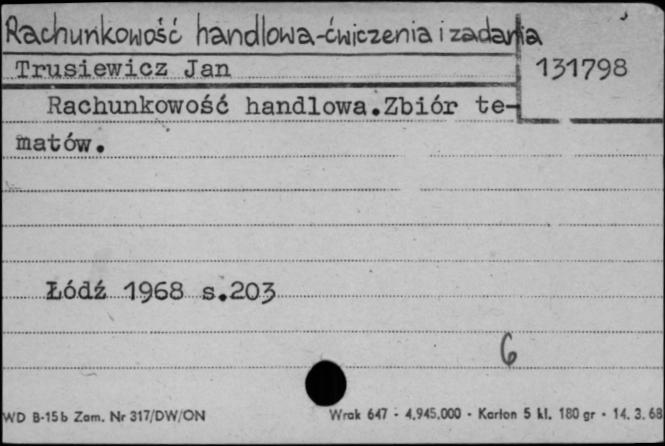 Rachunkowość handlowa-ćwiczenia i zadania
Trusiewicz Jan
131798
Rachunkowość handlowa.Zbiór te-
matów.
Łódź 1968 s.203
6
WD B-15b Zam. Nr 317/DW/ON
Wrak 647 - 4.945.000 - Karton 5 kl. 180 gr - 14. 3. 68